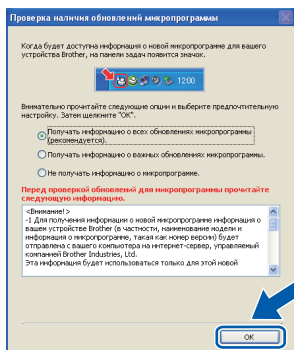 Проверка наличия обновлений микропрограммы
Когда будет доступна информация о новой микропрограмме для вашего
устройства Brother, на панели задач появится значок.
12:00
Внимательно прочитайте следующие опции и выберите предпочтительную
настройку. Затем щелкните "OK".
Получать информацию о всех обновлениях микропрограммы
(рекомендуется).
Получать информацию о важных обновлениях микропрограммы.
Не получать информацию о микропрограмме.
Перед проверкой обновлений для микропрограммы прочитайте
следующую информацию.
<Внимание!>
-1 Для получения информации о новой микропрограмме информация о
вашем устройстве Brother (в частности, наименование модели и
информация о микропрограмме, такая как номер версии) будет
отправлена с вашего компьютера на интернет-сервер, управляемый
компанией Brother Industries, Ltd.
Эта информация будет использоваться только для этой новой
OK